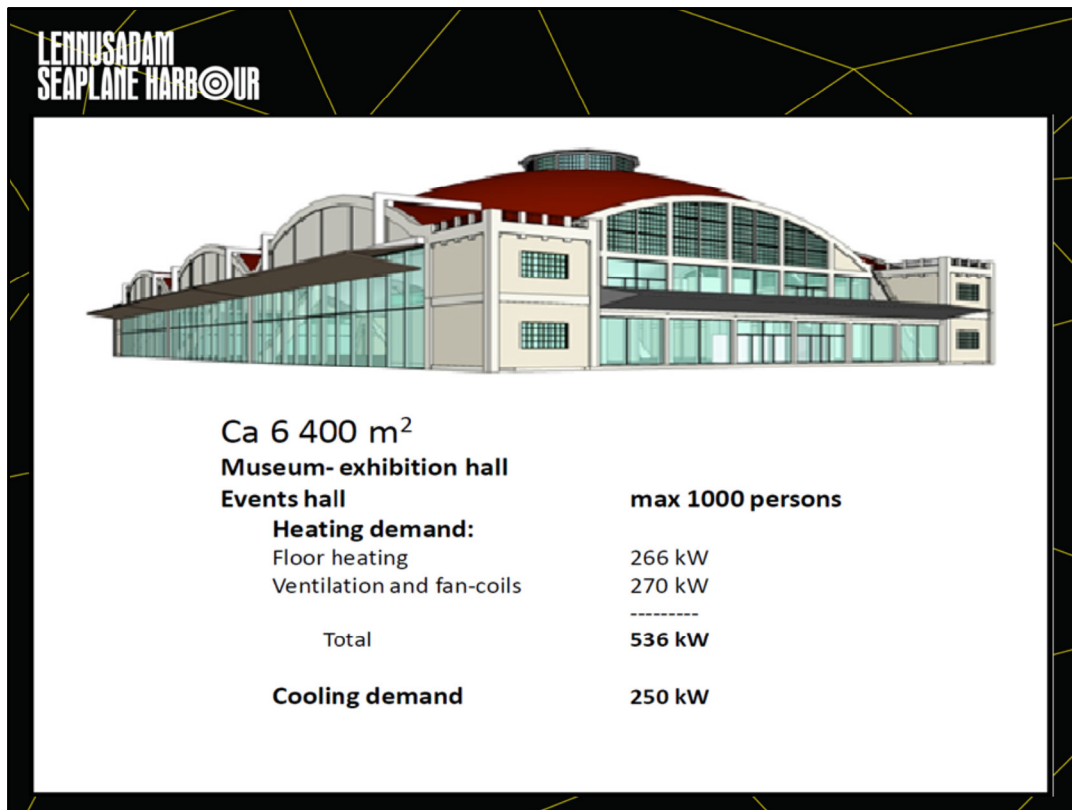 LENNUSADAM
SEAPLANE HARBOUR
Ca 6 400 m²
Museum- exhibition hall
Events hall max 1000 persons
Heating demand:
Floor heating 266 kW
Ventilation and fan-coils 270 kW
---------
Total 536 kW
Cooling demand 250 kW